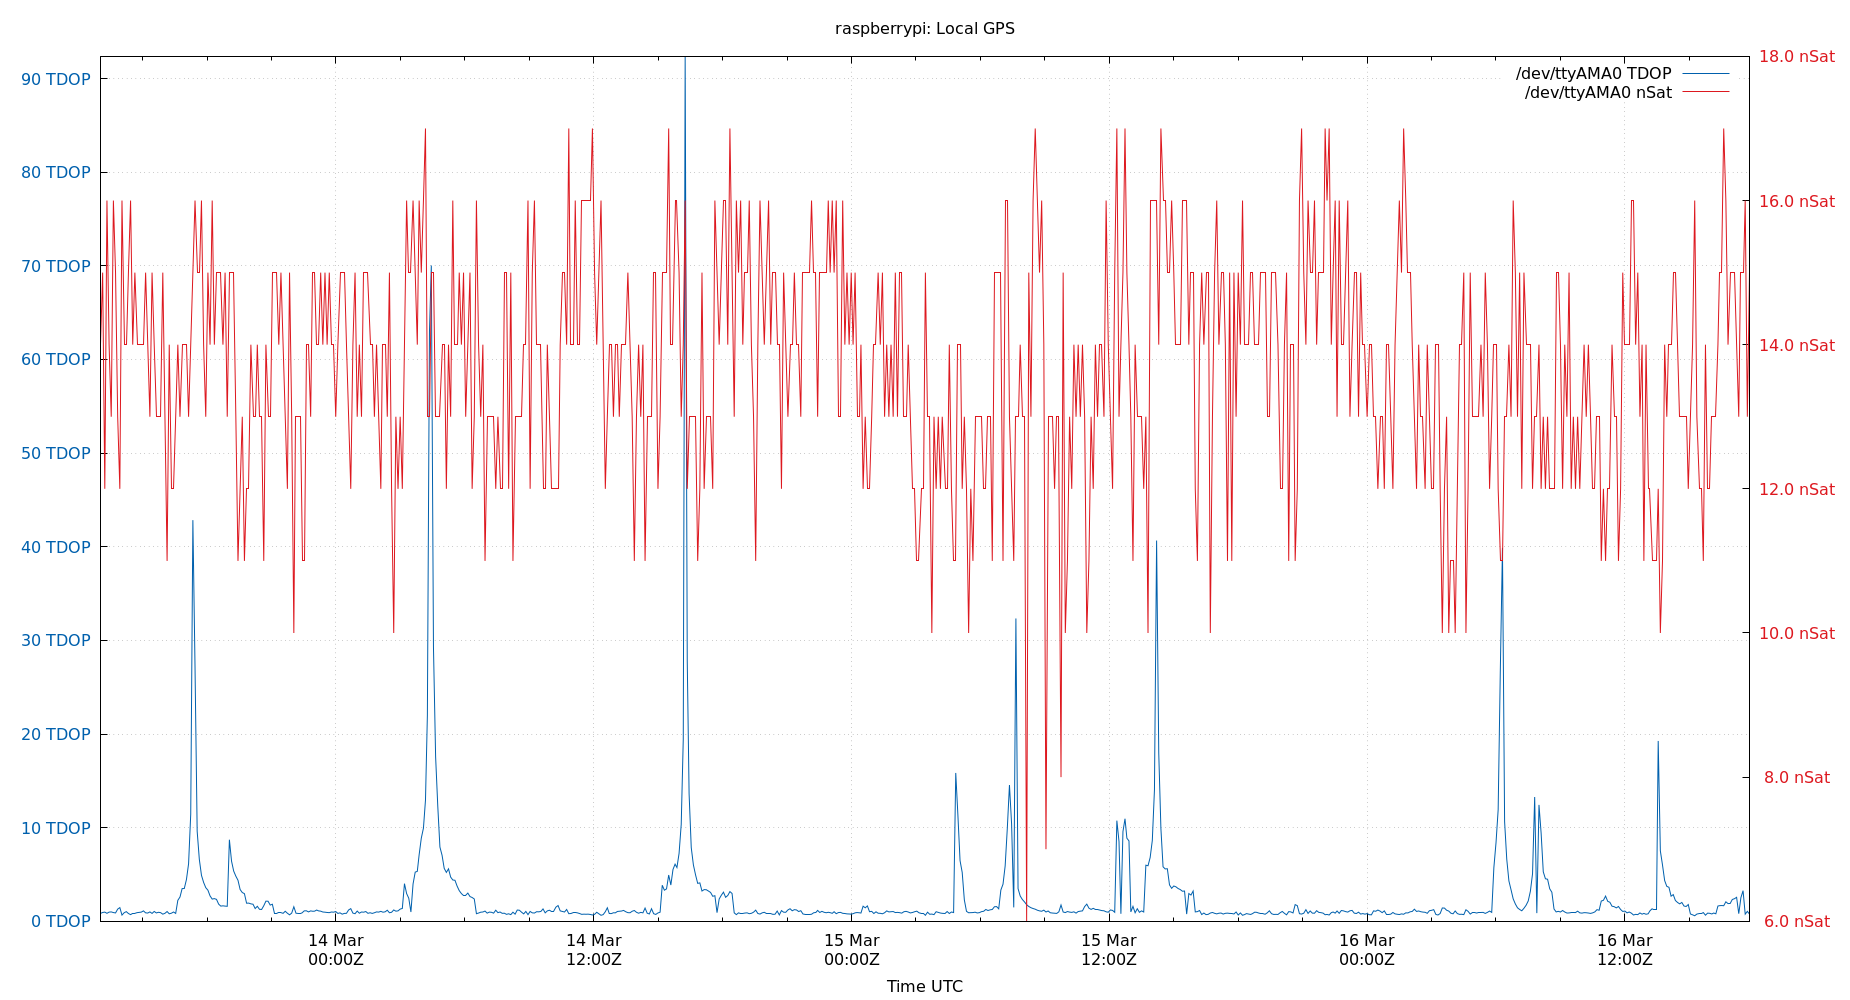 raspberrypi: Local GPS
/dev/ttyAMA0 TDOP
/dev/ttyAMA0 nSat
90 TDOP
80 TDOP
70 TDOP
60 TDOP
50 TDOP
40 TDOP
30 TDOP
20 TDOP
10 TDOP
0 TDOP
18.0 nSat
16.0 nSat
14.0 nSat
12.0 nSat
10.0 nSat
8.0 nSat
6.0 nSat
14 Mar
00:00Z
14 Mar
12:00Z
15 Mar
00:00Z
15 Mar
12:00Z
16 Mar
00:00Z
16 Mar
12:00Z
Time UTC